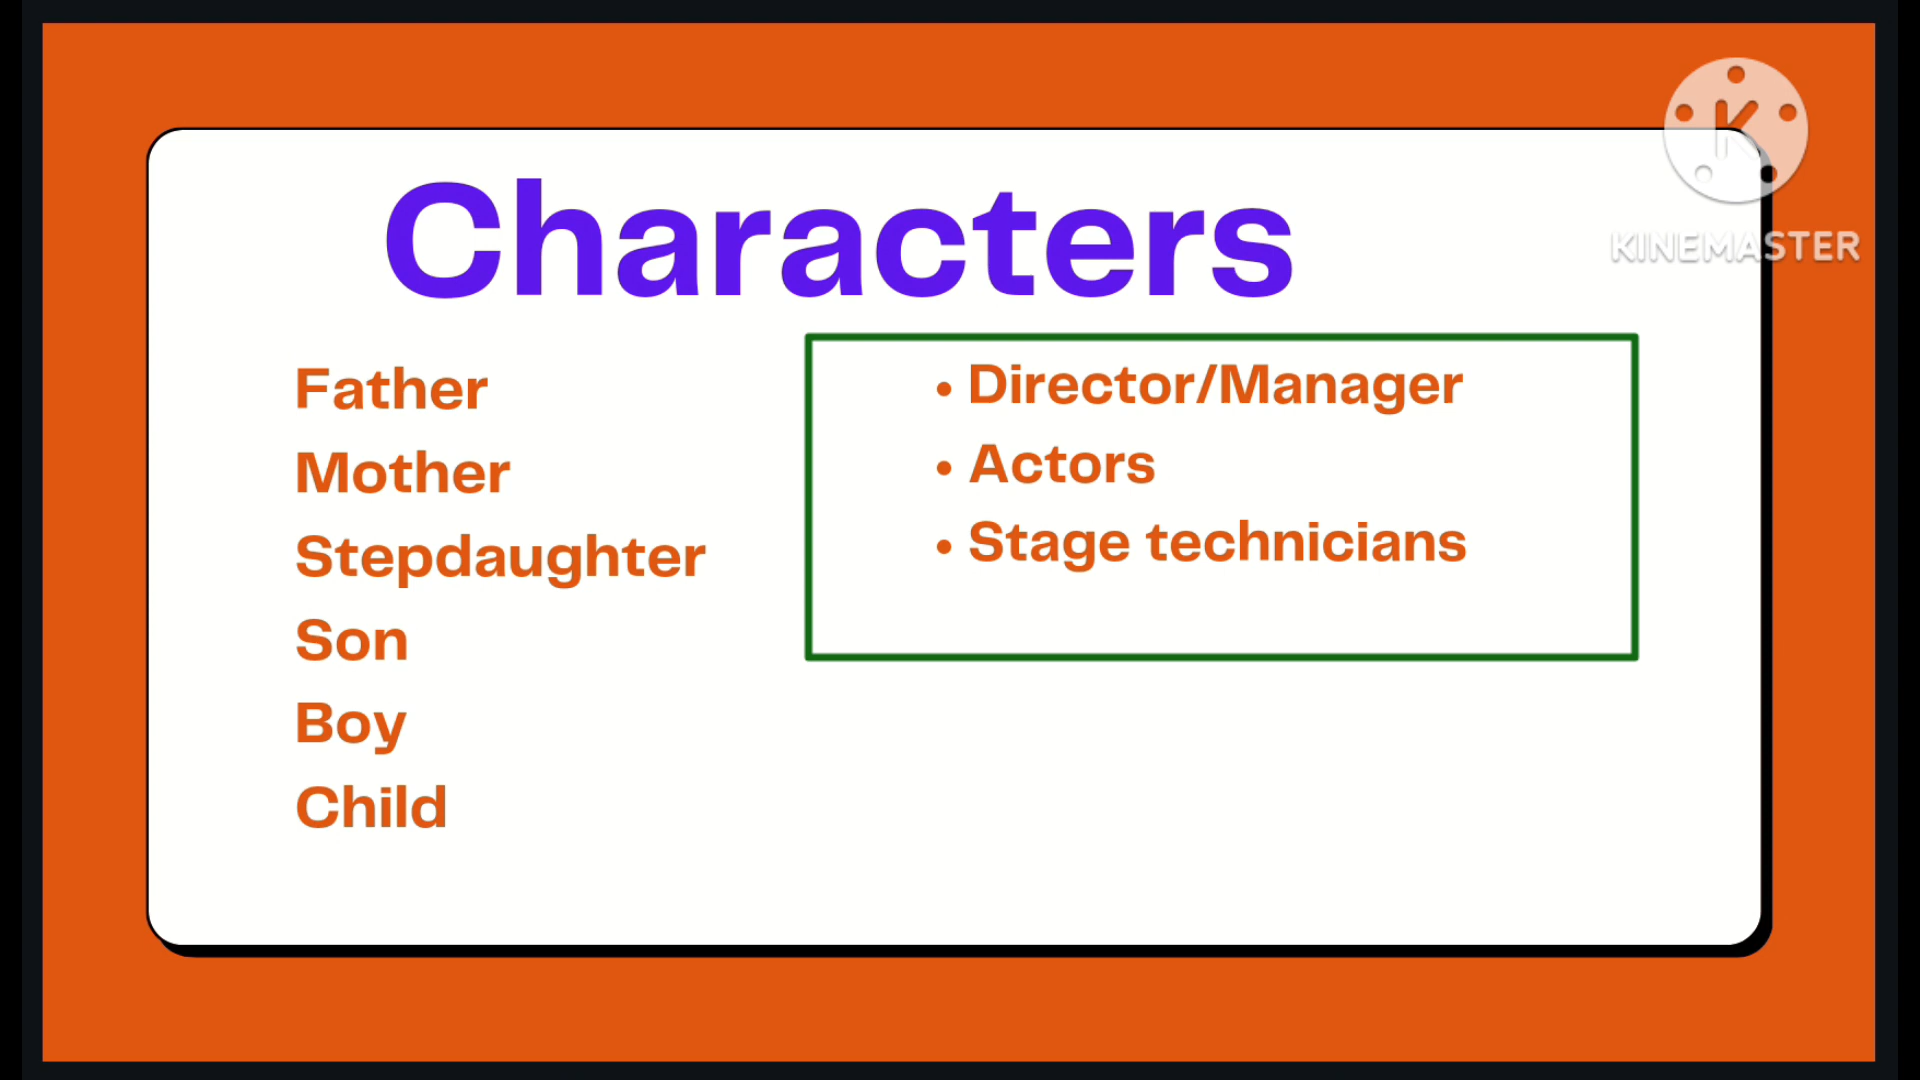 Characters
Father
Mother
Stepdaughter
Son
Boy
Child
• Director/Manager
• Actors
• Stage technicians
K
KINEMASTER